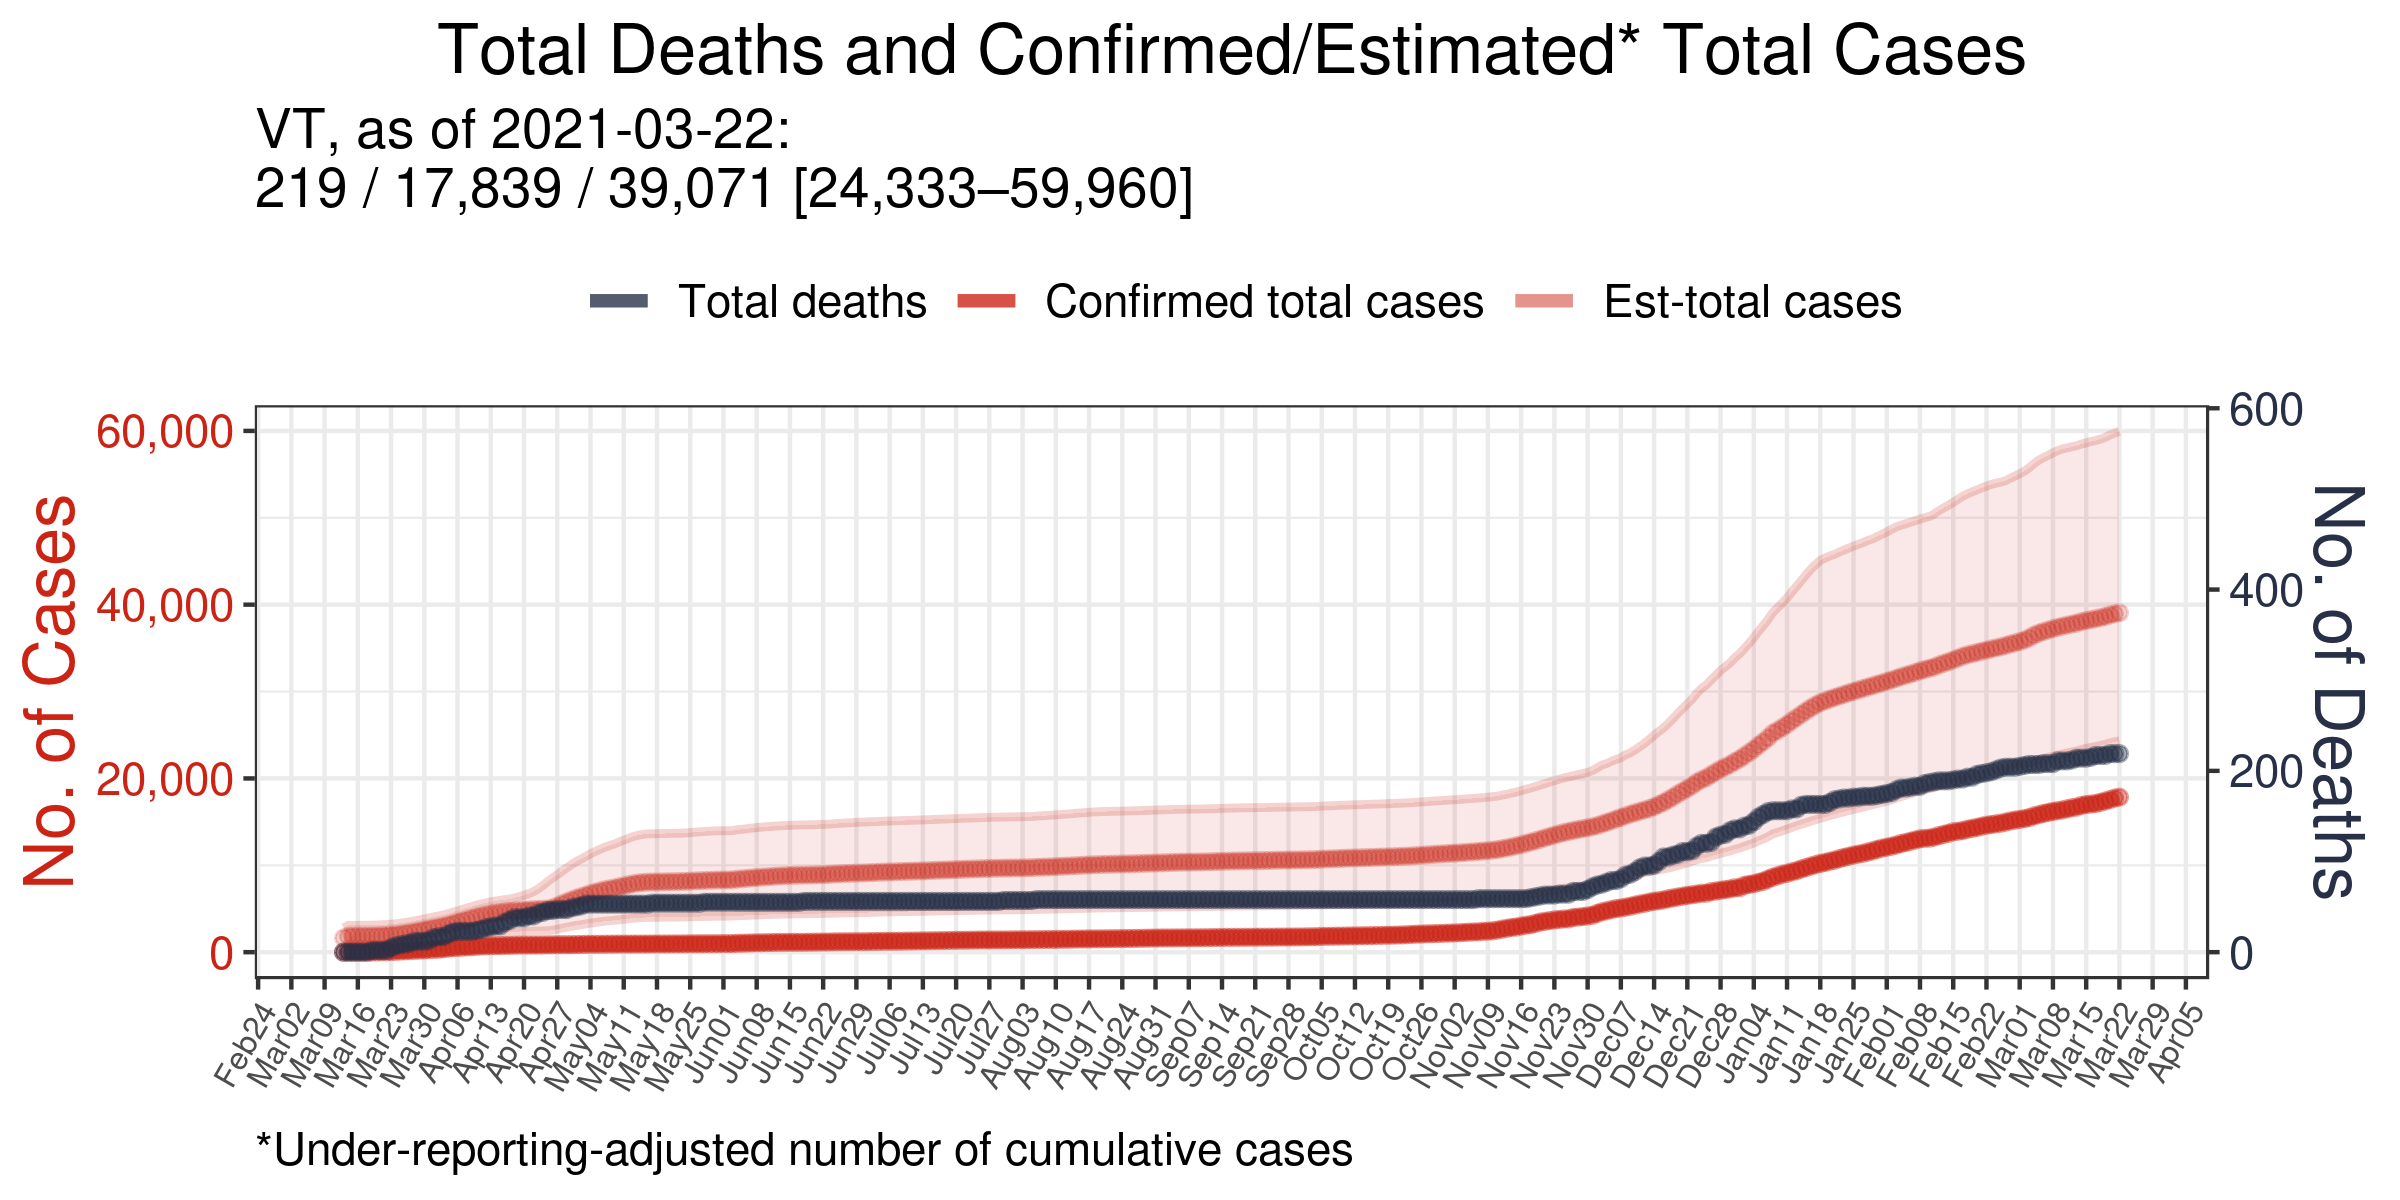 Total Deaths and Confirmed/Estimated* Total Cases
VT, as of 2021-03-22:
219 / 17,839 / 39,071 [24,333–59,960]
Total deaths
Confirmed total cases
Est-total cases
No. of Cases
60,000
40,000
20,000
0
600
400
200
0
No. of Deaths
Feb24
Mar02
Mar09
Mar16
Mar23
Mar30
Apr06
Apr13
Apr20
Apr27
May04
May11
May18
May25
Jun01
Jun08
Jun15
Jun22
Jun29
Jul06
Jul13
Jul20
Jul27
Aug03
Aug10
Aug17
Aug24
Aug31
Sep07
Sep14
Sep21
Sep28
Oct05
Oct12
Oct19
Oct26
Nov02
Nov09
Nov16
Nov23
Nov30
Dec07
Dec14
Dec21
Dec28
Jan04
Jan11
Jan18
Jan25
Feb01
Feb08
Feb15
Feb22
Mar01
Mar08
Mar15
Mar22
Mar29
Apr05
*Under-reporting-adjusted number of cumulative cases